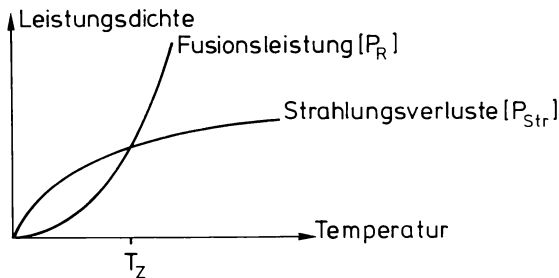 Leistungsdichte
Fusionsleistung [P_R]
Strahlungsverluste [P_Str]
Temperatur
T_Z